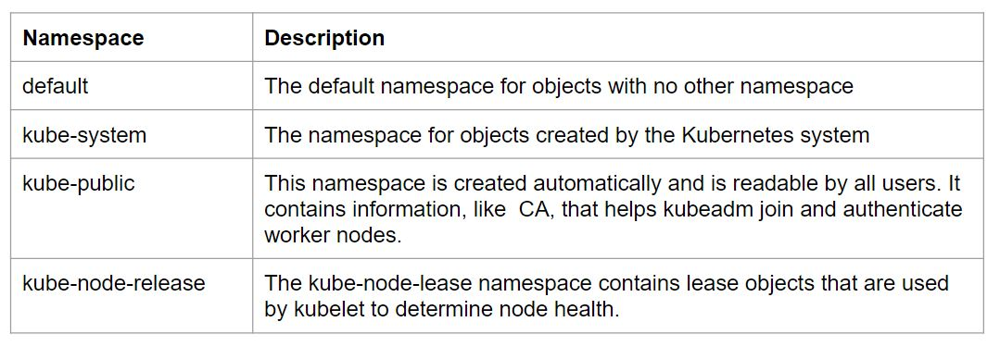 Namespace Description
default The default namespace for objects with no other namespace
kube-system The namespace for objects created by the Kubernetes system
kube-public This namespace is created automatically and is readable by all users. It
contains information, like  CA, that helps kubeadm join and authenticate
worker nodes.
kube-node-release The kube-node-lease namespace contains lease objects that are used
by kubelet to determine node health.